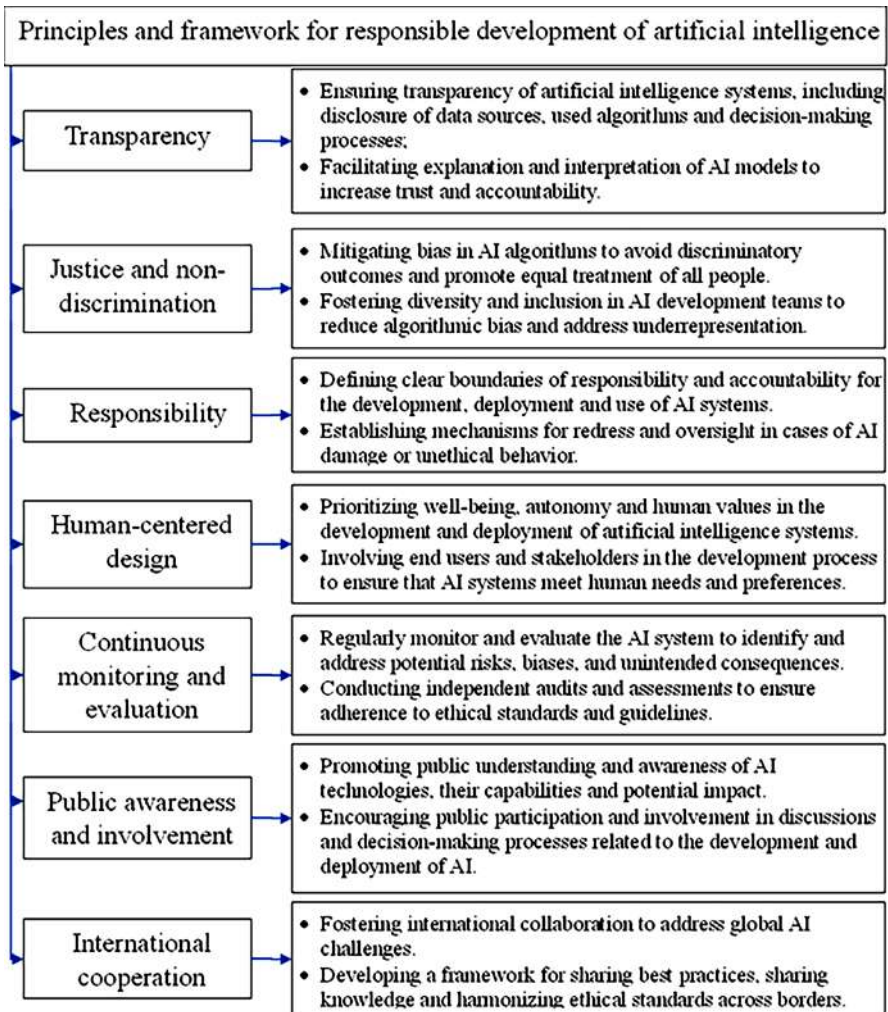 Principles and framework for responsible development of artificial intelligence
Transparency
• Ensuring transparency of artificial intelligence systems, including
disclosure of data sources, used algorithms and decision-making
processes;
• Facilitating explanation and interpretation of AI models to
increase trust and accountability.
Justice and non-
discrimination
• Mitigating bias in AI algorithms to avoid discriminatory
outcomes and promote equal treatment of all people.
• Fostering diversity and inclusion in AI development teams to
reduce algorithmic bias and address underrepresentation.
Responsibility
• Defining clear boundaries of responsibility and accountability for
the development, deployment and use of AI systems.
• Establishing mechanisms for redress and oversight in cases of AI
damage or unethical behavior.
Human-centered
design
• Prioritizing well-being, autonomy and human values in the
development and deployment of artificial intelligence systems.
• Involving end users and stakeholders in the development process
to ensure that AI systems meet human needs and preferences.
Continuous
monitoring and
evaluation
• Regularly monitor and evaluate the AI system to identify and
address potential risks, biases, and unintended consequences.
• Conducting independent audits and assessments to ensure
adherence to ethical standards and guidelines.
Public awareness
and involvement
• Promoting public understanding and awareness of AI
technologies, their capabilities and potential impact.
• Encouraging public participation and involvement in discussions
and decision-making processes related to the development and
deployment of AI.
International
cooperation
• Fostering international collaboration to address global AI
challenges.
• Developing a framework for sharing best practices, sharing
knowledge and harmonizing ethical standards across borders.